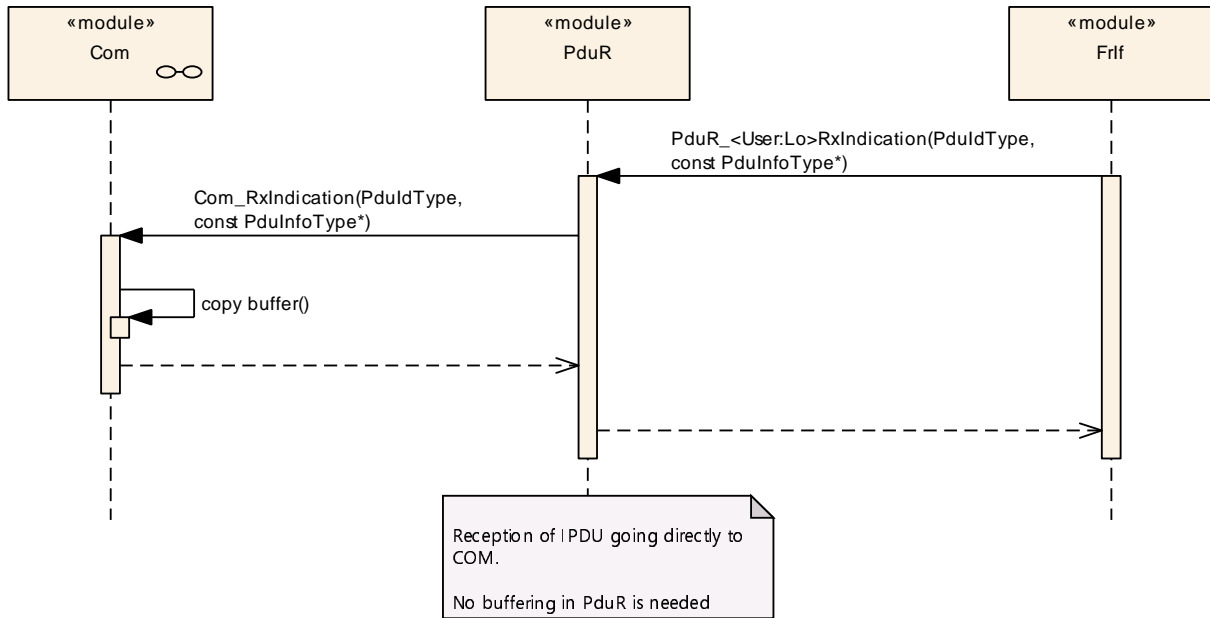 «module»
Com
«module»
PduR
«module»
FrIf
PduR_<User:Lo>RxIndication(PduIdType,
const PduInfoType*)
Com_RxIndication(PduIdType,
const PduInfoType*)
copy buffer()
Reception of I PDU going directly to
COM.
No buffering in PduR is needed